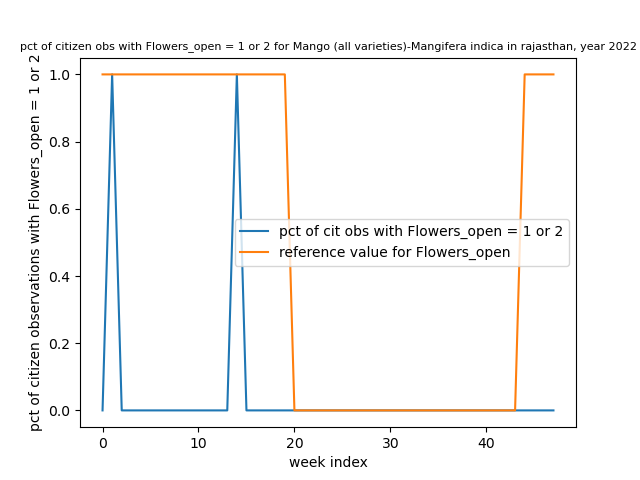 pct of citizen obs with Flowers_open = 1 or 2 for Mango (all varieties)-Mangifera indica in rajasthan, year 2022
pct of citizen observations with Flowers_open = 1 or 2
1.0
0.8
0.6
0.4
0.2
0.0
pct of cit obs with Flowers_open = 1 or 2
reference value for Flowers_open
0 10 20 30 40
week index